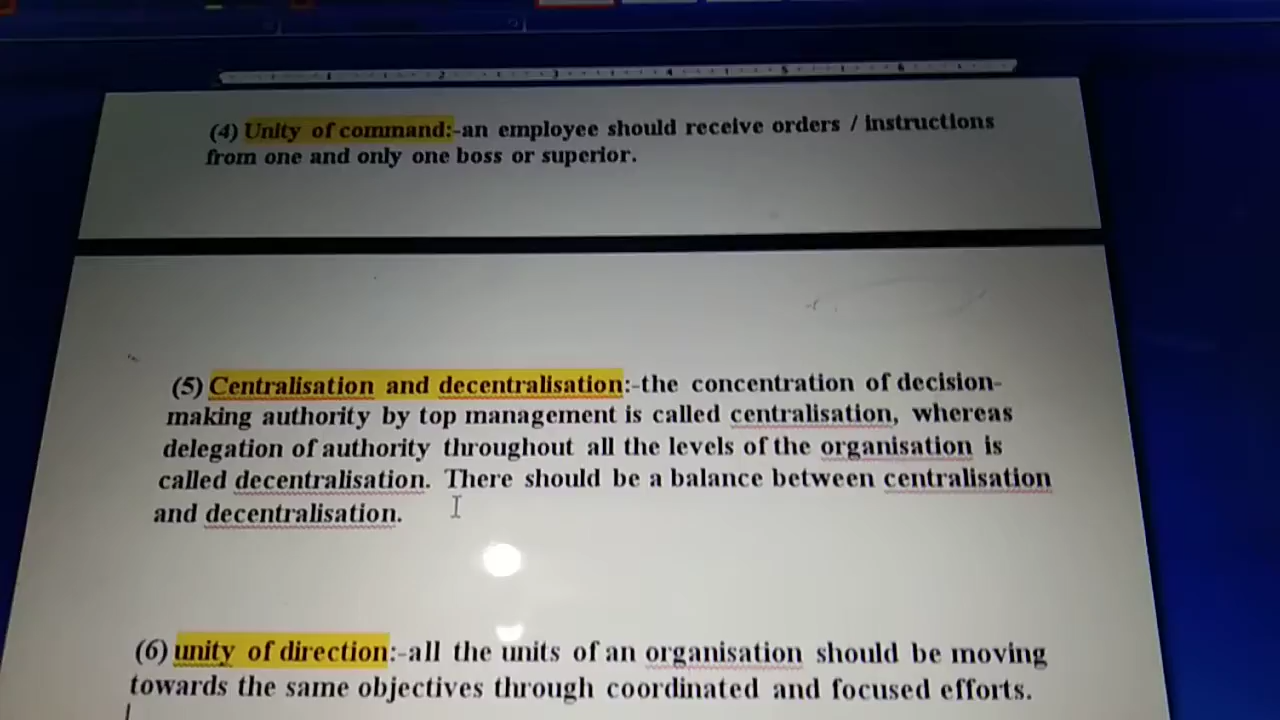 (4) Unity of command:-an employee should receive orders / instructions
from one and only one boss or superior.
(5) Centralisation and decentralisation:-the concentration of decision-
making authority by top management is called centralisation, whereas
delegation of authority throughout all the levels of the organisation is
called decentralisation. There should be a balance between centralisation
and decentralisation.
(6) unity of direction:-all the units of an organisation should be moving
towards the same objectives through coordinated and focused efforts.